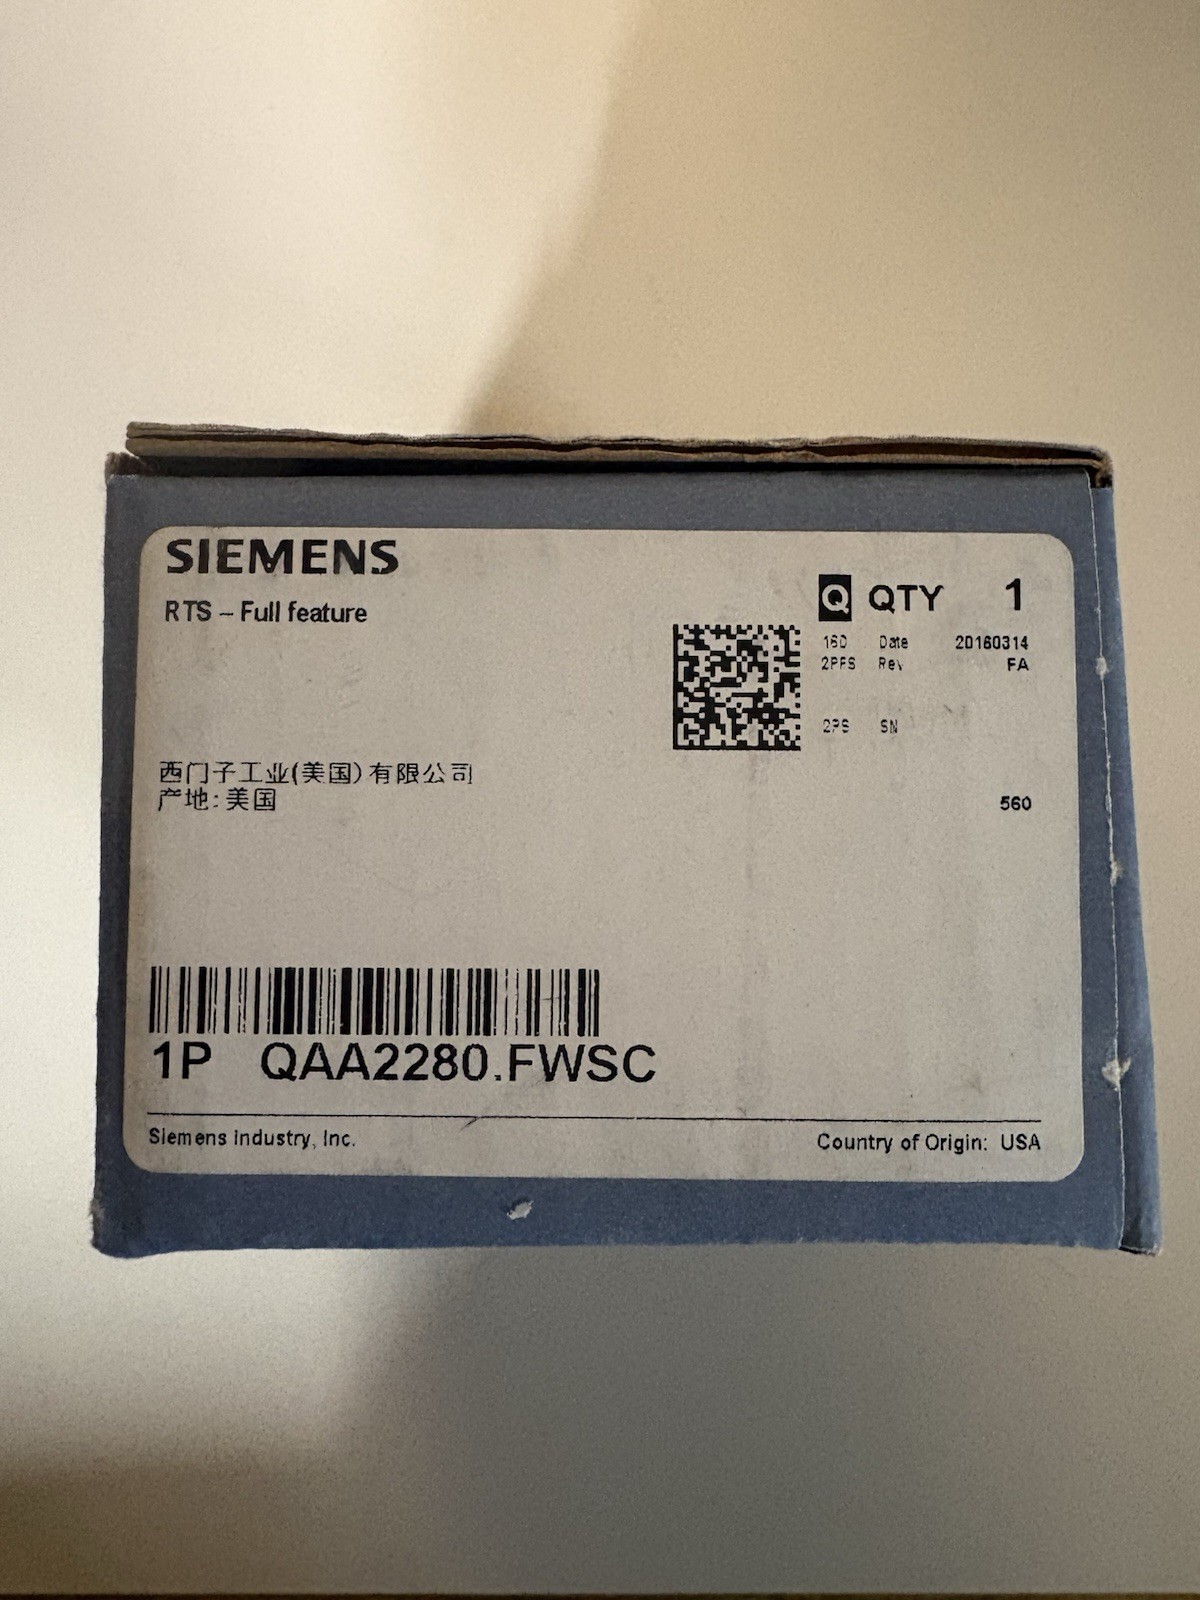 SIEMENS
RTS – Full feature
Q QTY 1
16D Date 20160314
2PPS Rev FA
2PS SN
西门子工业(美国)有限公司
产地:美国
560
1P QAA2280.FWSC
Siemens Industry, Inc.
Country of Origin: USA